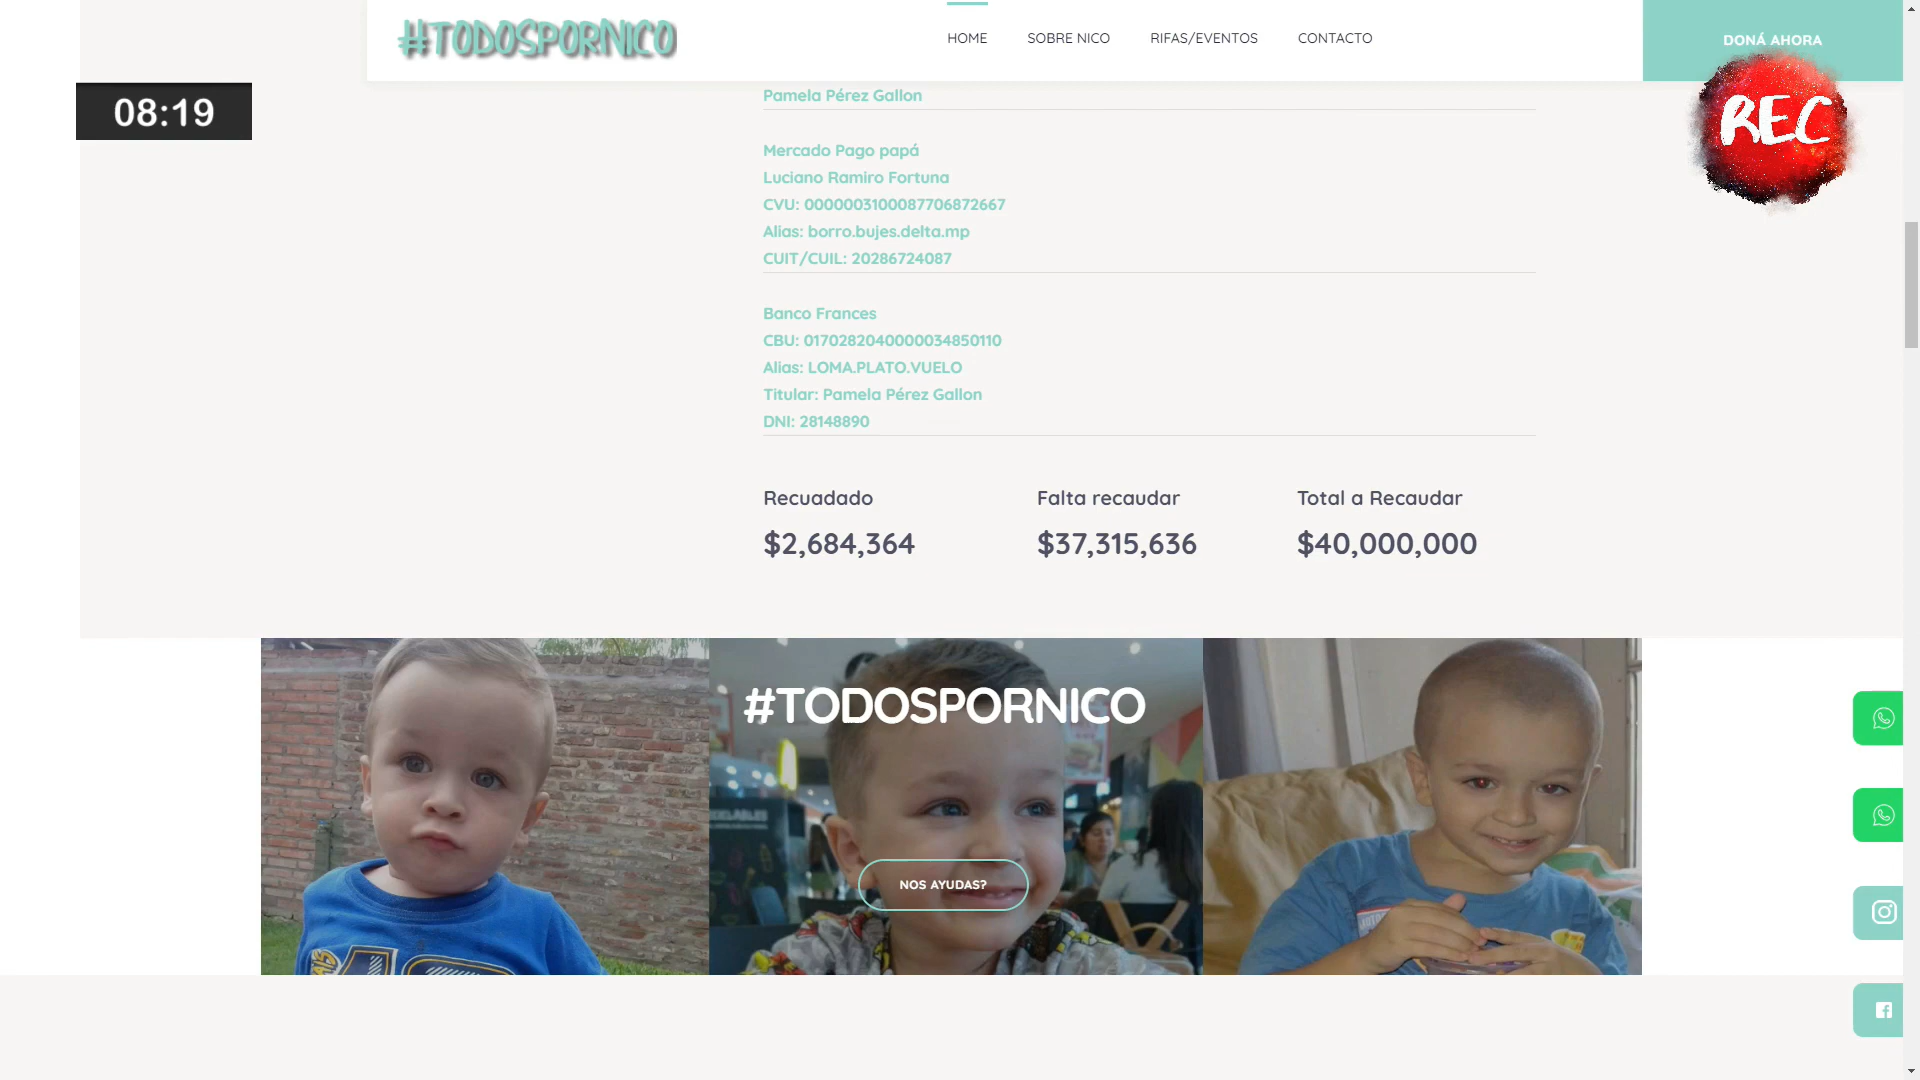 #TODOSPORNICO
HOME
SOBRE NICO
RIFAS/EVENTOS
CONTACTO
DONÁ AHORA
08:19
REC
Pamela Pérez Gallon
Mercado Pago papá
Luciano Ramiro Fortuna
CVU: 0000003100087706872667
Alias: borro.bujes.delta.mp
CUIT/CUIL: 20286724087
Banco Frances
CBU: 0170282040000034850110
Alias: LOMA.PLATO.VUELO
Titular: Pamela Pérez Gallon
DNI: 28148890
Recuadado
Falta recaudar
Total a Recaudar
$2,684,364
$37,315,636
$40,000,000
#TODOSPORNICO
NOS AYUDAS?